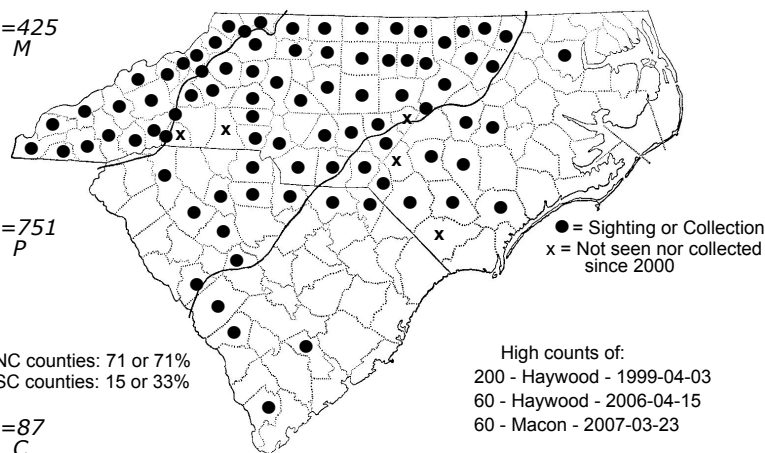 =425
M
=751
P
● = Sighting or Collection
x = Not seen nor collected
since 2000
NC counties: 71 or 71%
SC counties: 15 or 33%
High counts of:
200 - Haywood - 1999-04-03
60 - Haywood - 2006-04-15
60 - Macon - 2007-03-23
=87
C
x
x
x
x
x